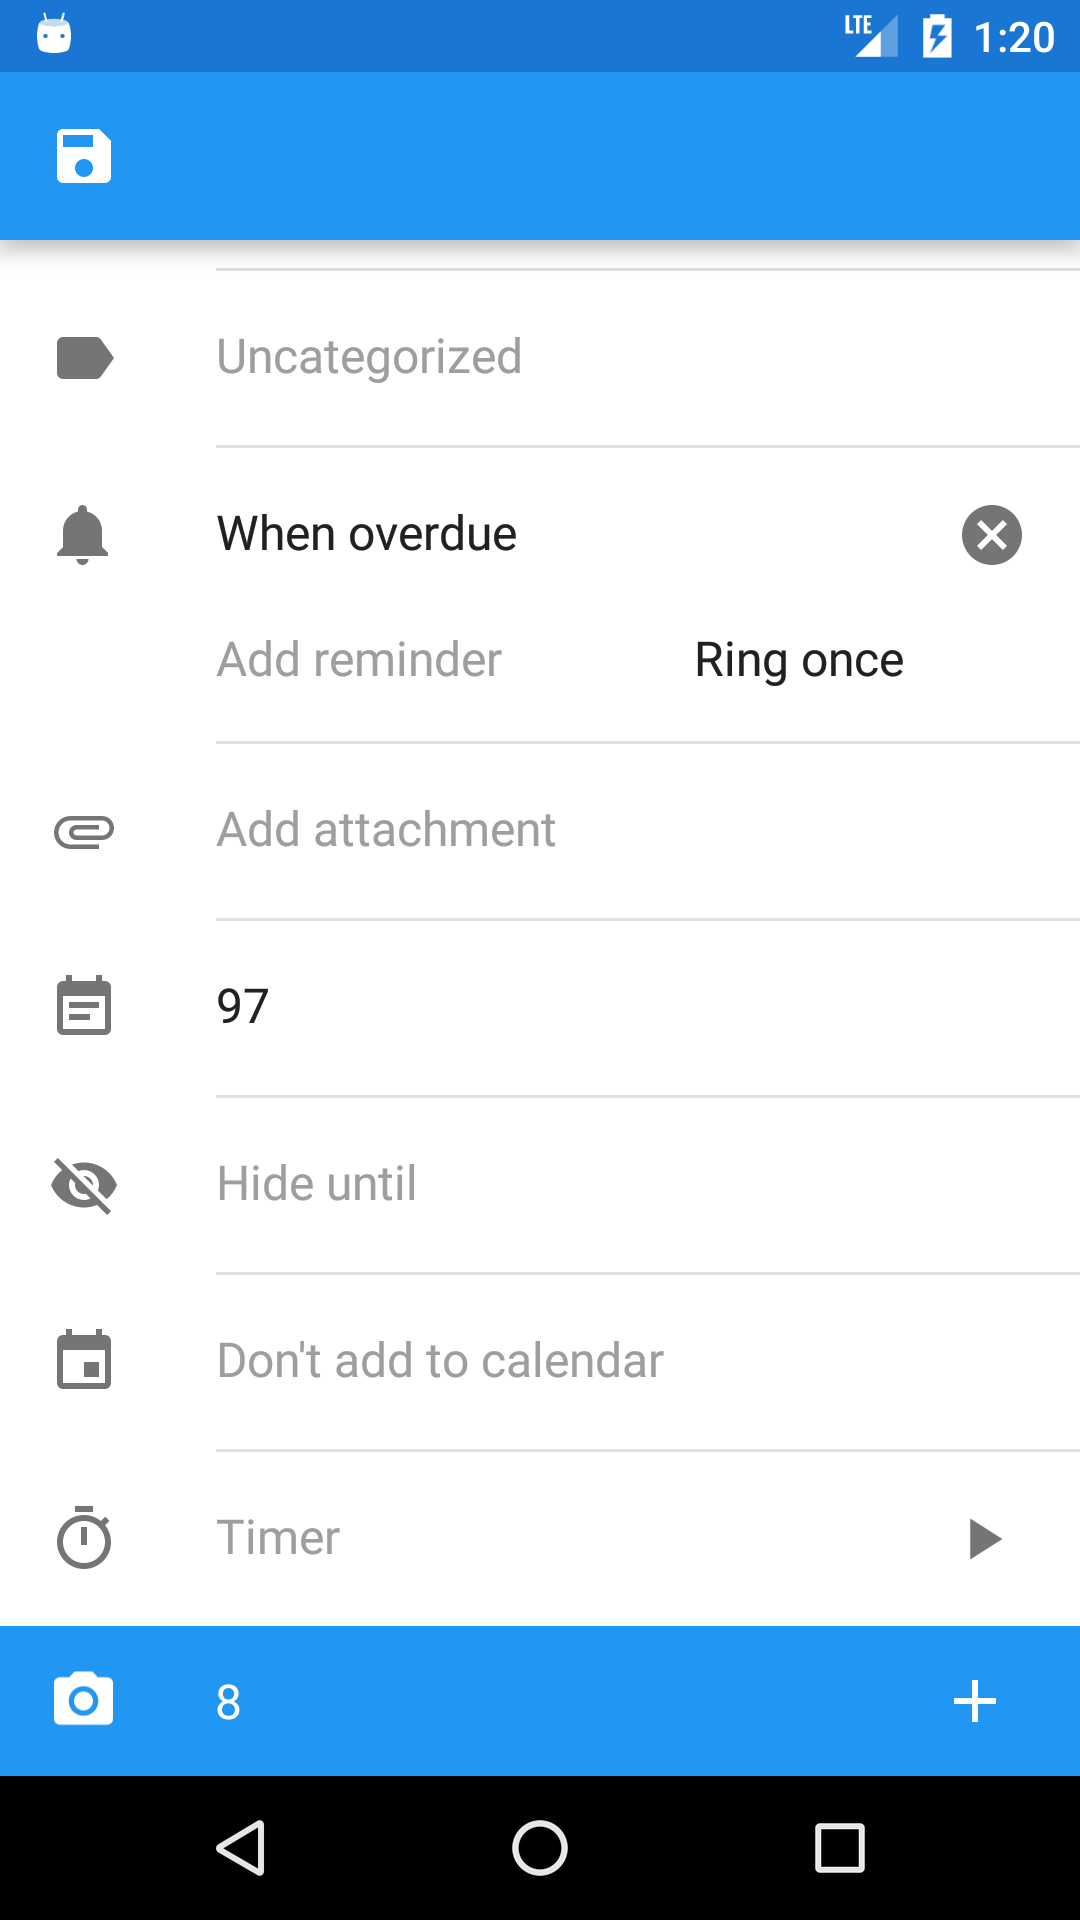 LTE 1:20
Uncategorized
When overdue
Add reminder Ring once
Add attachment
97
Hide until
Don't add to calendar
Timer
8